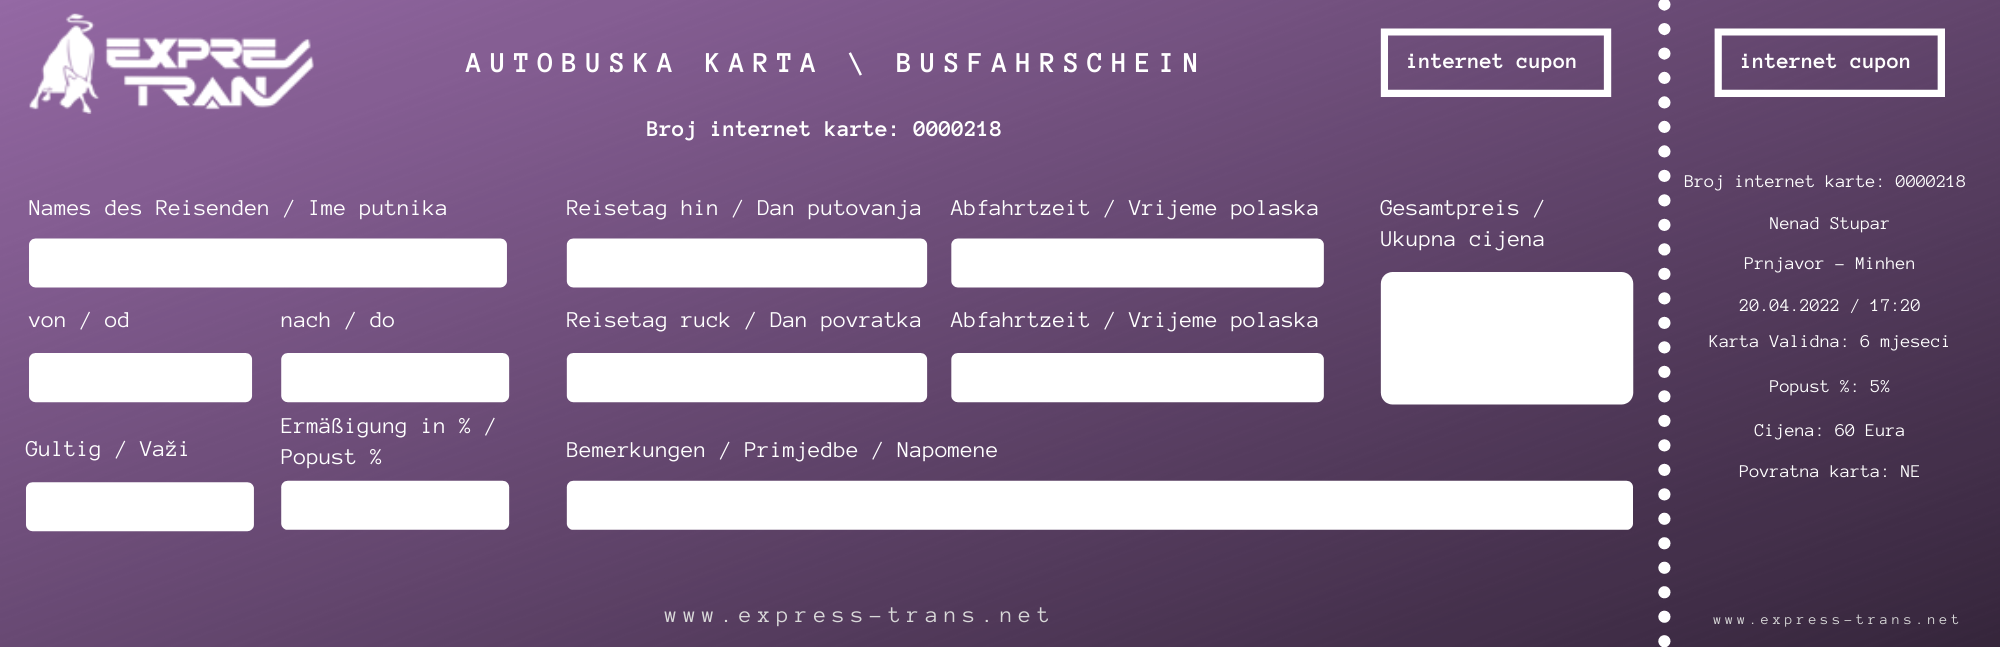 EXPRES
TRANS
AUTOBUSKA KARTA \ BUSFAHRSCHEIN
Broj internet karte: 0000218
internet cupon
Names des Reisenden / Ime putnika
Reisetag hin / Dan putovanja
Abfahrtzeit / Vrijeme polaska
Gesamtpreis /
Ukupna cijena
von / od
nach / do
Reisetag ruck / Dan povratka
Abfahrtzeit / Vrijeme polaska
Gultig / Važi
Ermäßigung in % /
Popust %
Bemerkungen / Primjedbe / Napomene
www.express-trans.net
internet cupon
Broj internet karte: 0000218
Nenad Stupar
Prnjavor - Minhen
20.04.2022 / 17:20
Karta Validna: 6 mjeseci
Popust %: 5%
Cijena: 60 Eura
Povratna karta: NE
www.express-trans.net